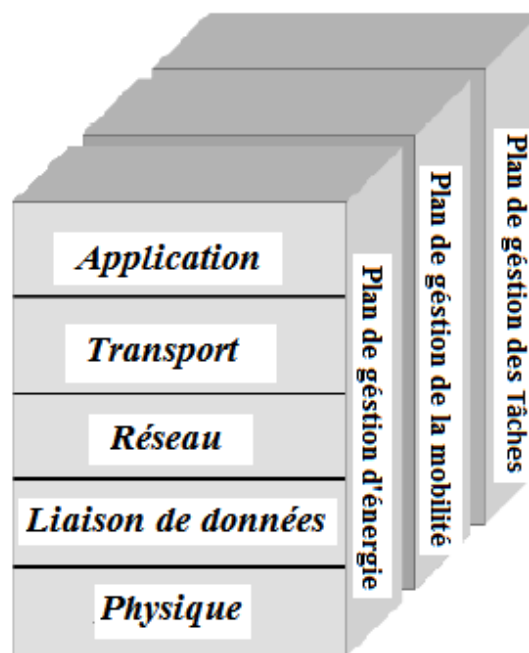 Application
Transport
Réseau
Liaison de données
Physique
Plan de géstion d'énergie
Plan de géstion de la mobilité
Plan de géstion des Tâches